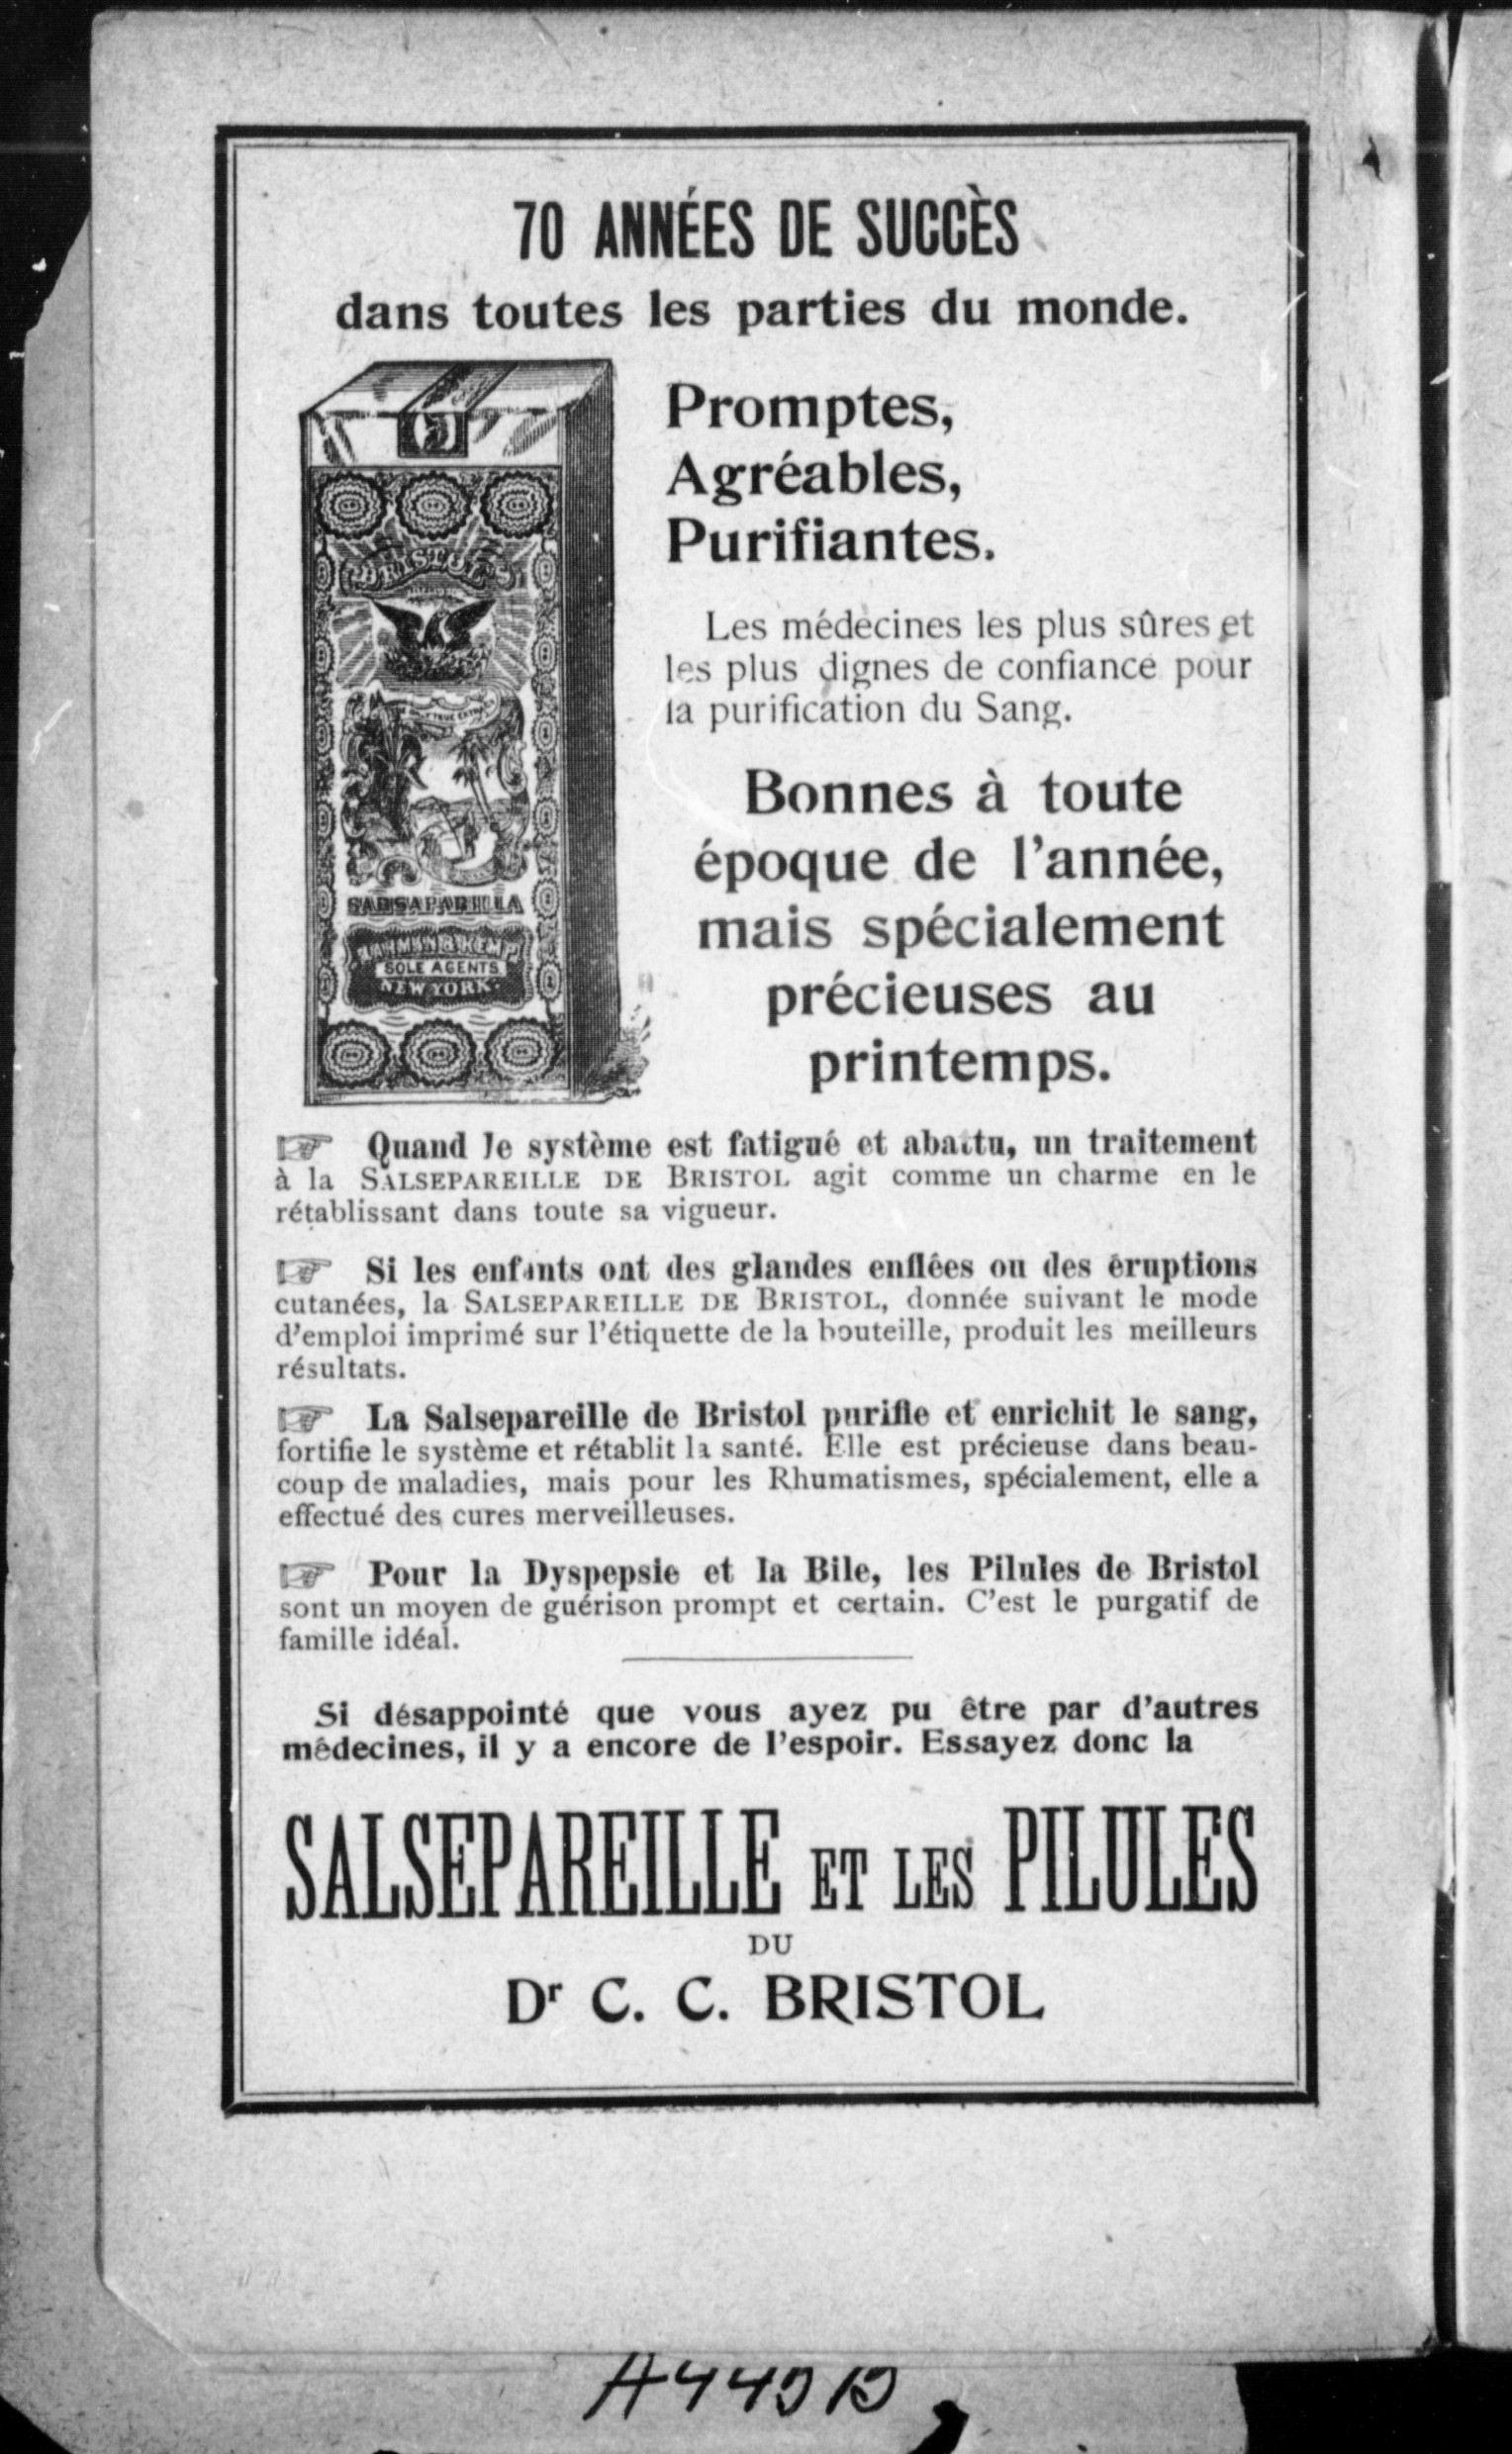 70 ANNÉES DE SUCCÈS
dans toutes les parties du monde.
Promptes,
Agréables,
Purifiantes.
Les médecines les plus sûres et
les plus dignes de confiance pour
la purification du Sang.
Bonnes à toute
époque de l'année,
mais spécialement
précieuses au
printemps.
BRISTOL'S
SARSAPARILLA
LANMAN & KEMP
SOLE AGENTS
NEW YORK.
☞ Quand le système est fatigué et abattu, un traitement
à la SALSEPAREILLE DE BRISTOL agit comme un charme en le
rétablissant dans toute sa vigueur.
☞ Si les enfants ont des glandes enflées ou des éruptions
cutanées, la SALSEPAREILLE DE BRISTOL, donnée suivant le mode
d'emploi imprimé sur l'étiquette de la bouteille, produit les meilleurs
résultats.
☞ La Salsepareille de Bristol purifie et enrichit le sang,
fortifie le système et rétablit la santé. Elle est précieuse dans beau-
coup de maladies, mais pour les Rhumatismes, spécialement, elle a
effectué des cures merveilleuses.
☞ Pour la Dyspepsie et la Bile, les Pilules de Bristol
sont un moyen de guérison prompt et certain. C'est le purgatif de
famille idéal.
Si désappointé que vous ayez pu être par d'autres
médecines, il y a encore de l'espoir. Essayez donc la
SALSEPAREILLE ET LES PILULES
DU
Dr C. C. BRISTOL